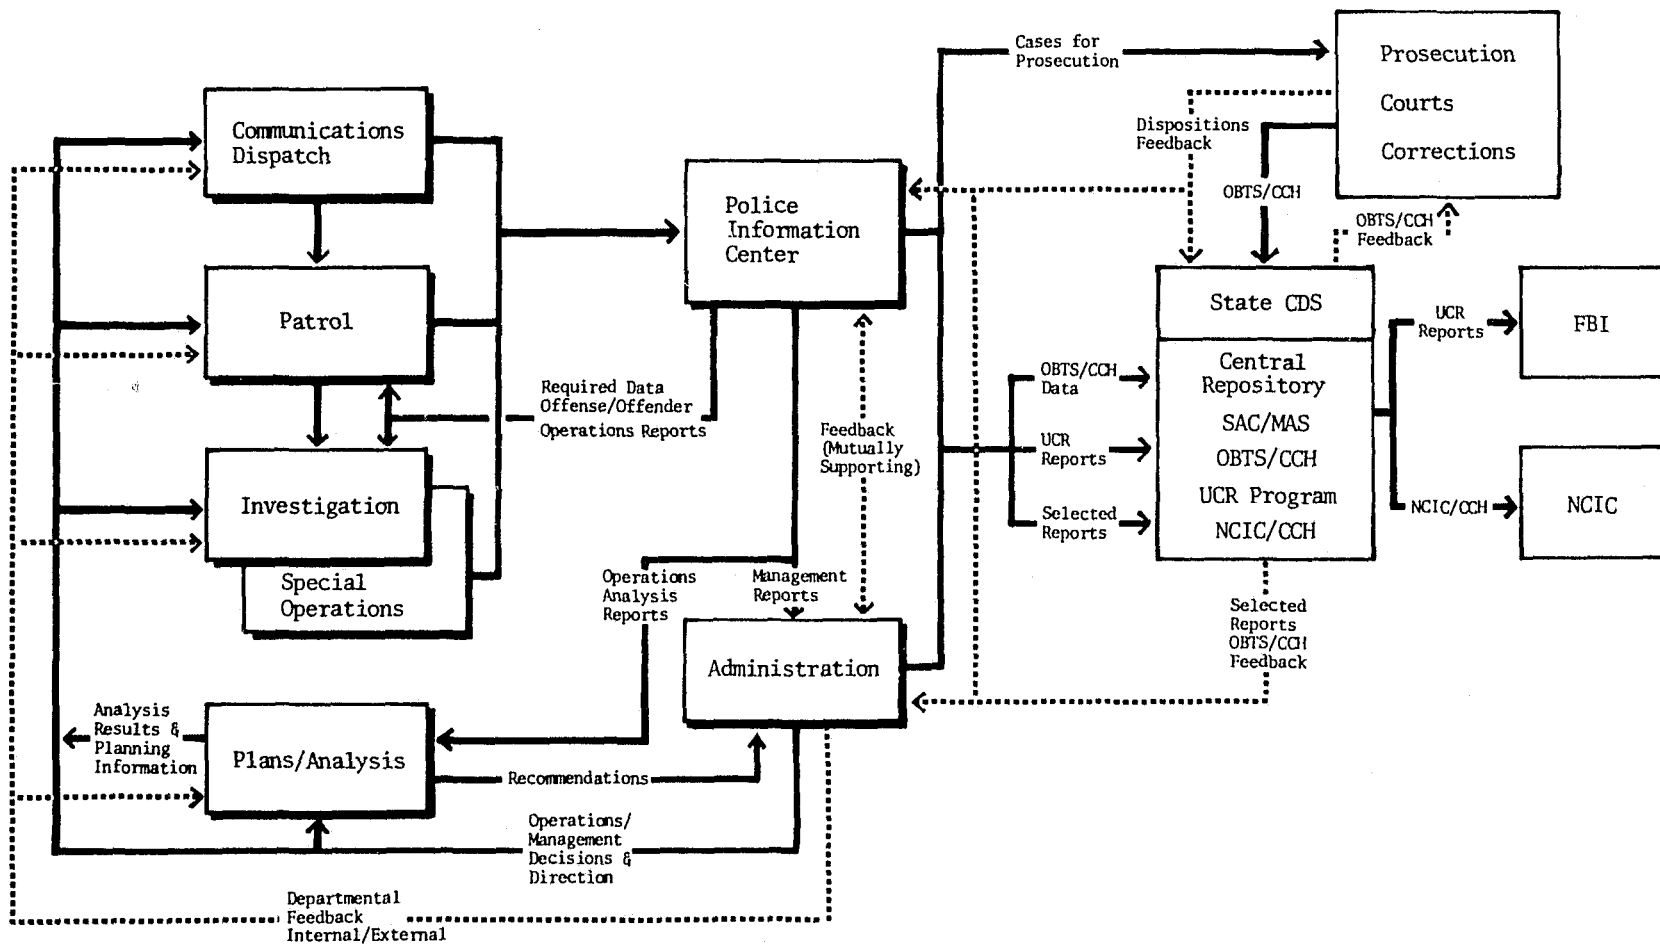 Cases for
Prosecution
Prosecution
Courts
Corrections
Communications
Dispatch
Dispositions
Feedback
OBTS/CCH
OBTS/CCH
Feedback
Police
Information
Center
Patrol
State CDS
Central
Repository
SAC/MAS
OBTS/CCH
UCR Program
NCIC/CCH
UCR
Reports
FBI
NCIC/CCH
NCIC
OBTS/CCH
Data
UCR
Reports
Selected
Reports
Required Data
Offense/Offender
Operations Reports
Feedback
(Mutually
Supporting)
Investigation
Special
Operations
Operations
Analysis
Reports
Management
Reports
Selected
Reports
OBTS/CCH
Feedback
Administration
Analysis
Results &
Planning
Information
Plans/Analysis
Recommendations
Operations/
Management
Decisions &
Direction
Departmental
Feedback
Internal/External